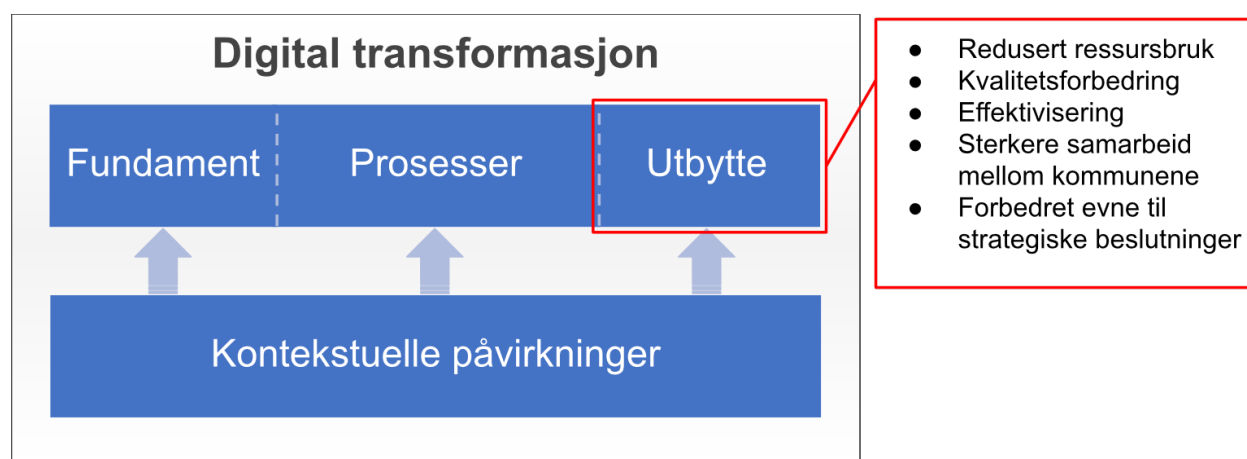 Digital transformasjon
Fundament
Prosesser
Utbytte
Kontekstuelle påvirkninger
● Redusert ressursbruk
● Kvalitetsforbedring
● Effektivisering
● Sterkere samarbeid
mellom kommunene
● Forbedret evne til
strategiske beslutninger